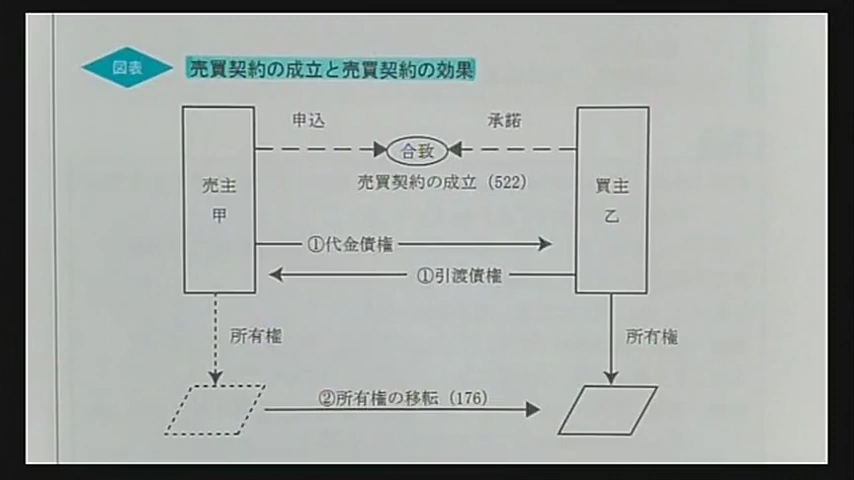 図表
売買契約の成立と売買契約の効果
申込
承諾
合致
売買契約の成立（522）
売主
甲
買主
乙
①代金債権
①引渡債権
所有権
所有権
②所有権の移転（176）